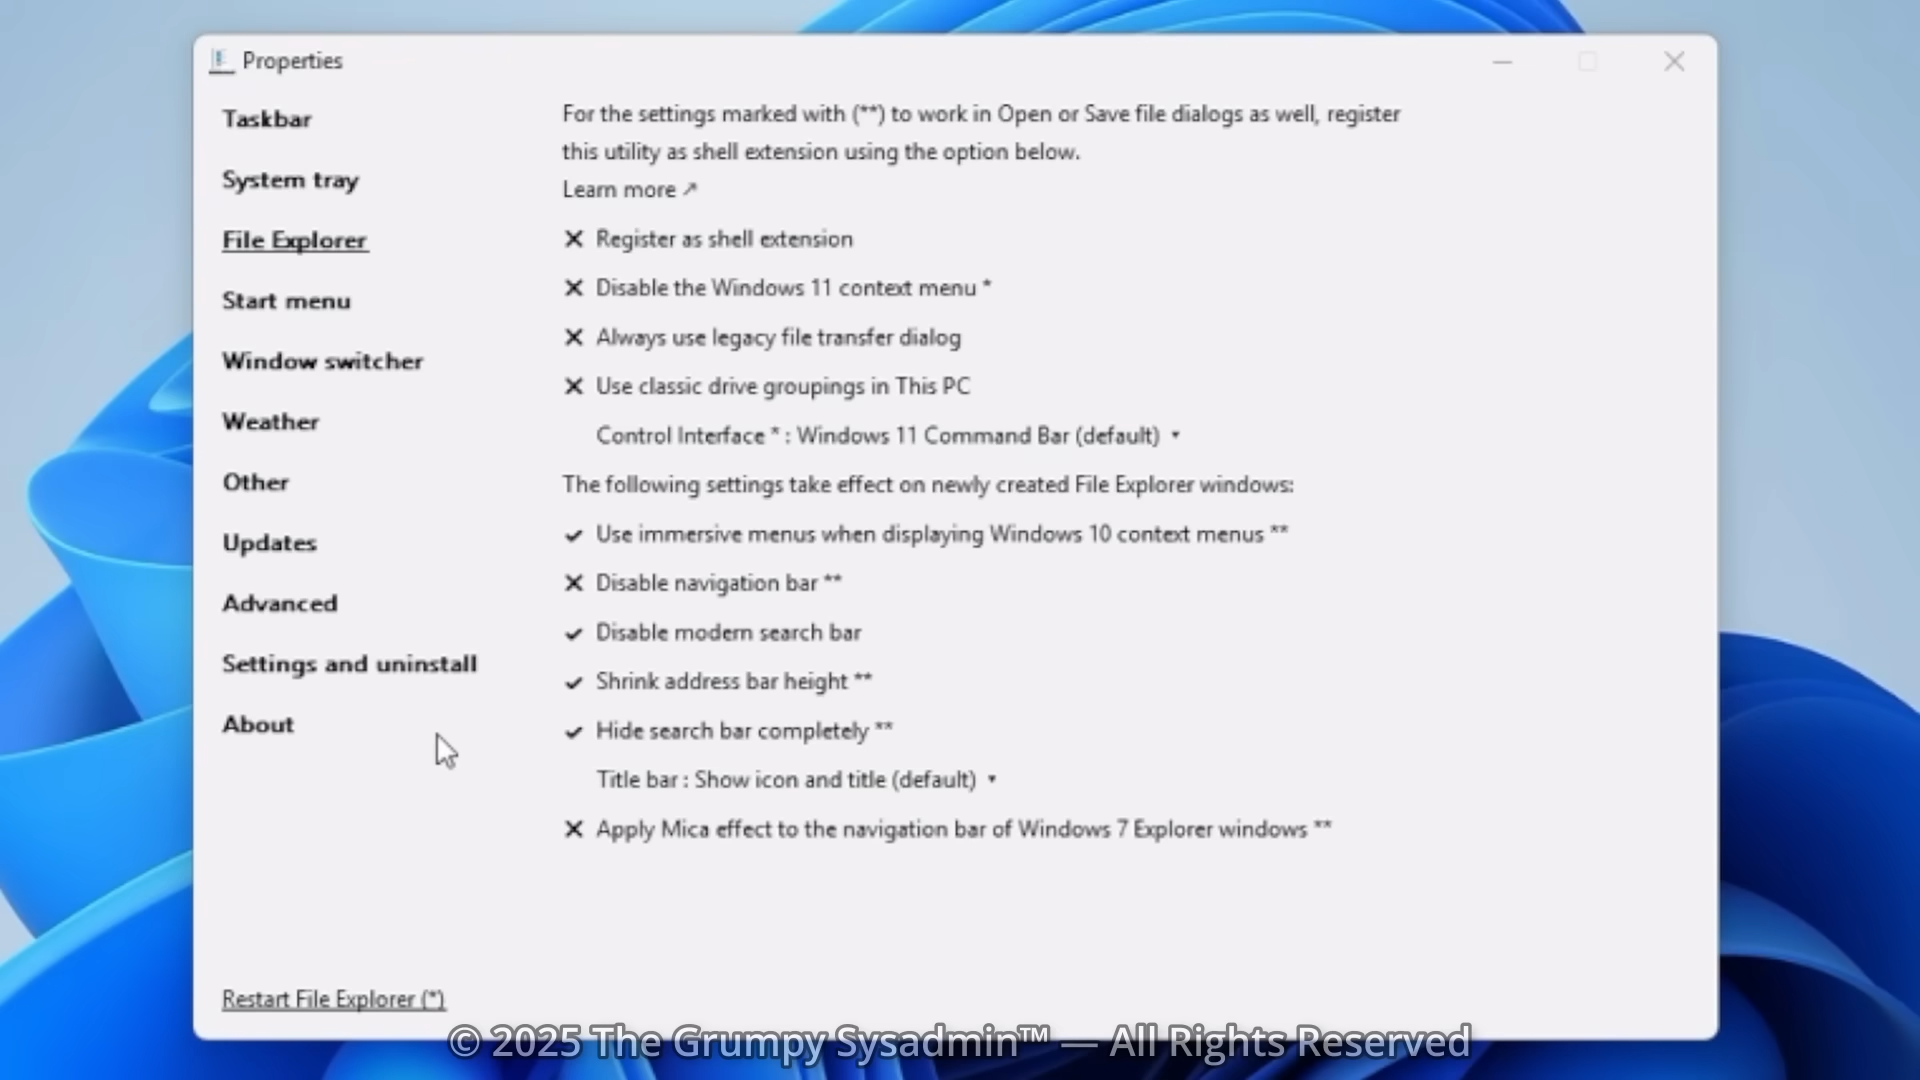 Properties
Taskbar
System tray
File Explorer
Start menu
Window switcher
Weather
Other
Updates
Advanced
Settings and uninstall
About
Restart File Explorer (*)
For the settings marked with (**) to work in Open or Save file dialogs as well, register
this utility as shell extension using the option below.
Learn more ↗
✕ Register as shell extension
✕ Disable the Windows 11 context menu *
✕ Always use legacy file transfer dialog
✕ Use classic drive groupings in This PC
Control Interface * : Windows 11 Command Bar (default) ▾
The following settings take effect on newly created File Explorer windows:
✓ Use immersive menus when displaying Windows 10 context menus **
✕ Disable navigation bar **
✓ Disable modern search bar
✓ Shrink address bar height **
✓ Hide search bar completely **
Title bar : Show icon and title (default) ▾
✕ Apply Mica effect to the navigation bar of Windows 7 Explorer windows **
© 2025 The Grumpy Sysadmin™ — All Rights Reserved